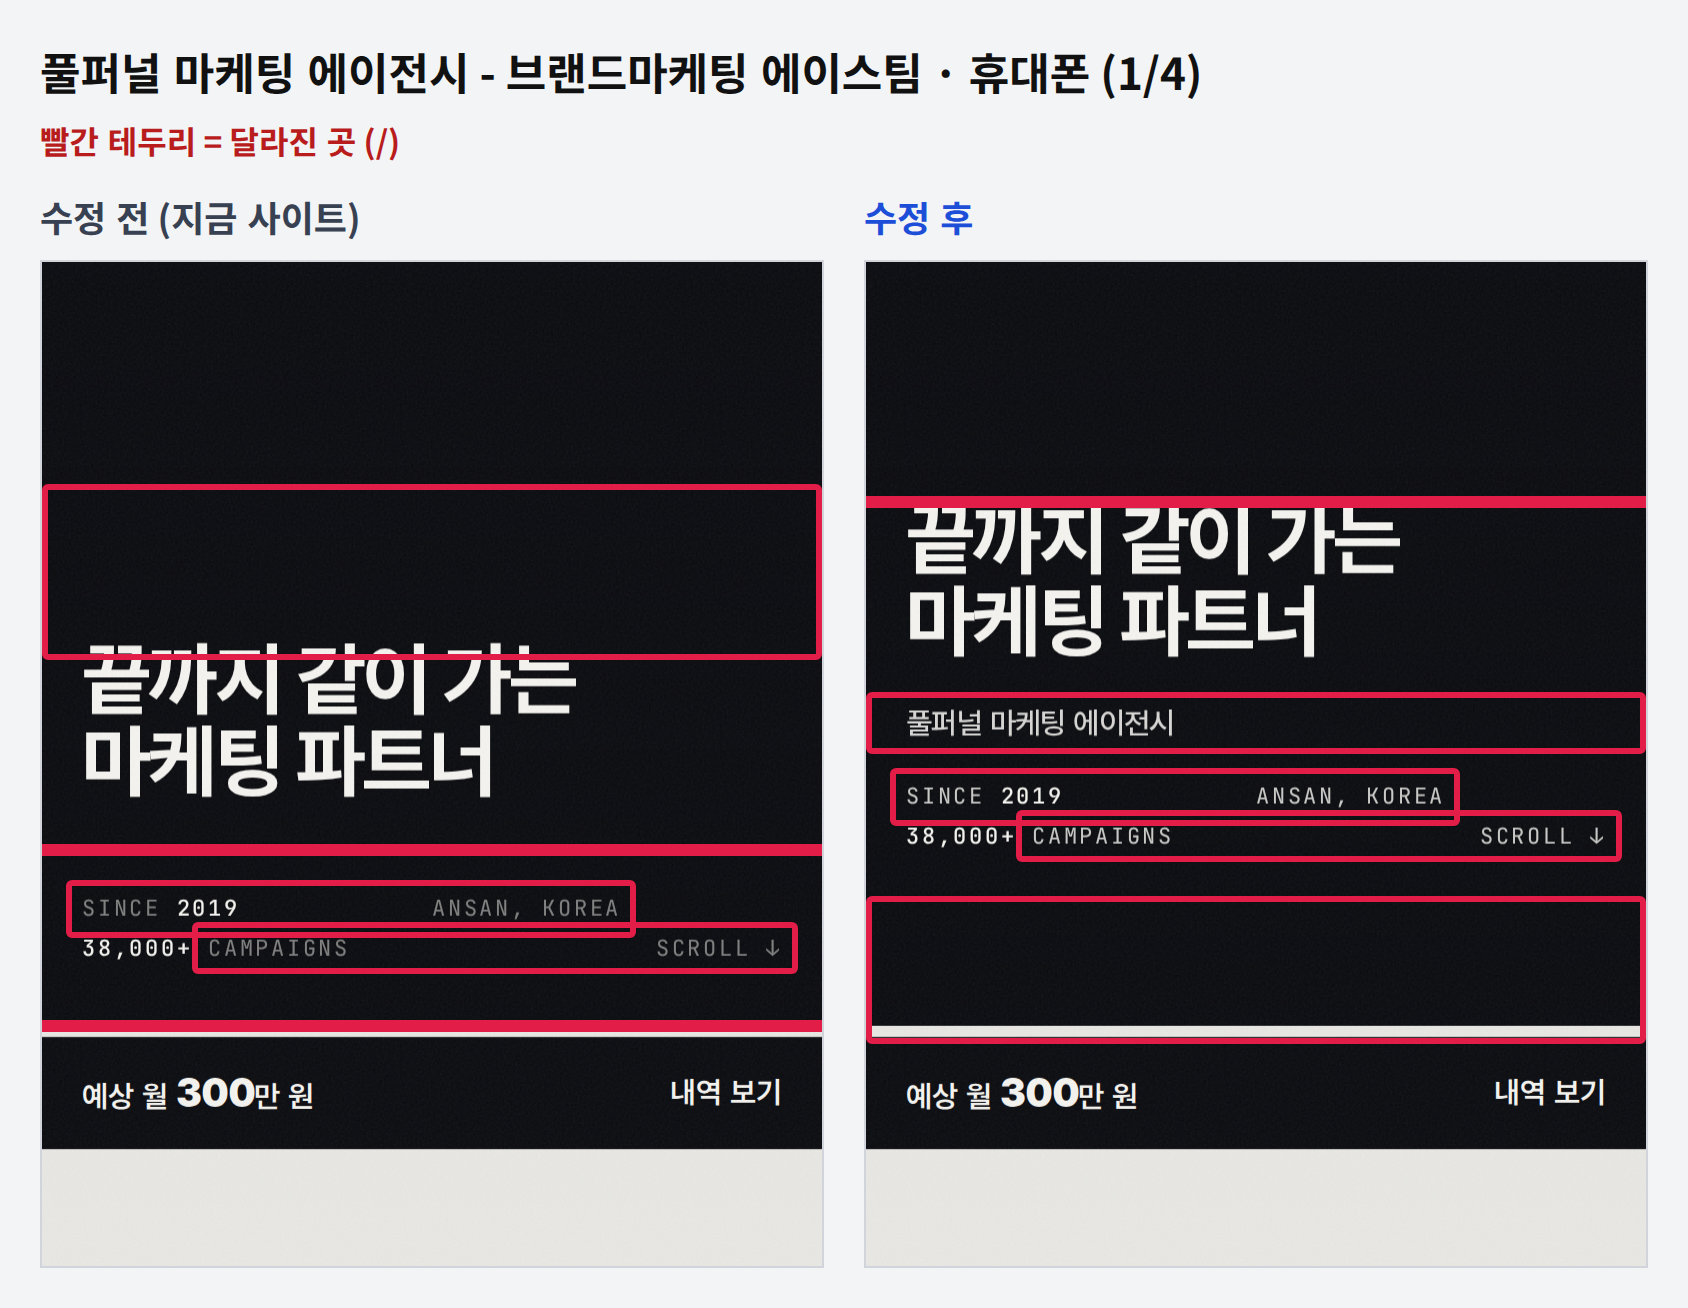 풀퍼널 마케팅 에이전시 - 브랜드마케팅 에이스팀 · 휴대폰 (1/4)
빨간 테두리 = 달라진 곳 (/)
수정 전 (지금 사이트)
끝까지 같이 가는
마케팅 파트너
SINCE 2019 ANSAN, KOREA
38,000+ CAMPAIGNS SCROLL ↓
예상 월 300만 원 내역 보기
수정 후
끝까지 같이 가는
마케팅 파트너
풀퍼널 마케팅 에이전시
SINCE 2019 ANSAN, KOREA
38,000+ CAMPAIGNS SCROLL ↓
예상 월 300만 원 내역 보기